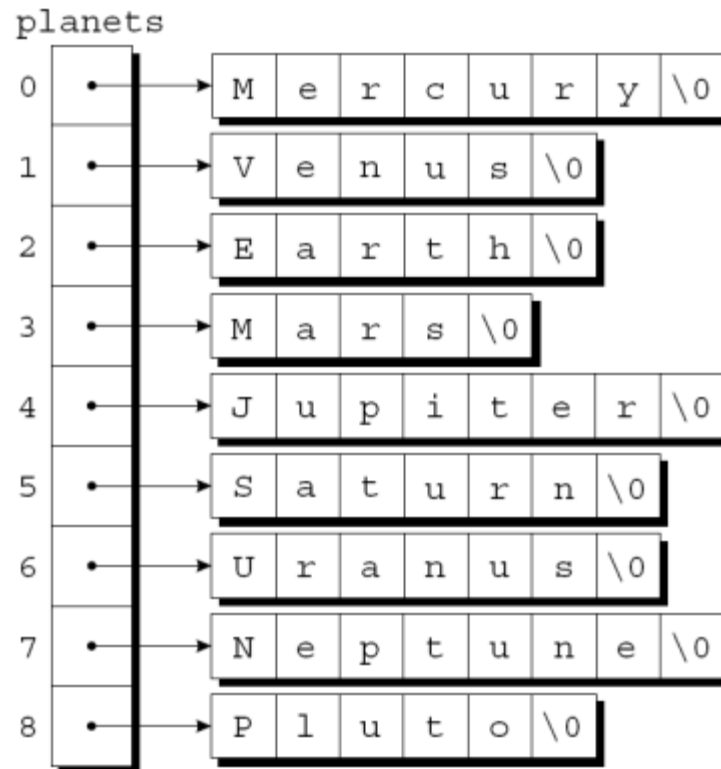 planets
0 M e r c u r y \0
1 V e n u s \0
2 E a r t h \0
3 M a r s \0
4 J u p i t e r \0
5 S a t u r n \0
6 U r a n u s \0
7 N e p t u n e \0
8 P l u t o \0